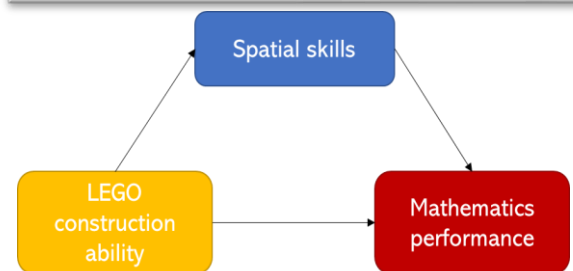 Spatial skills
LEGO
construction
ability
Mathematics
performance